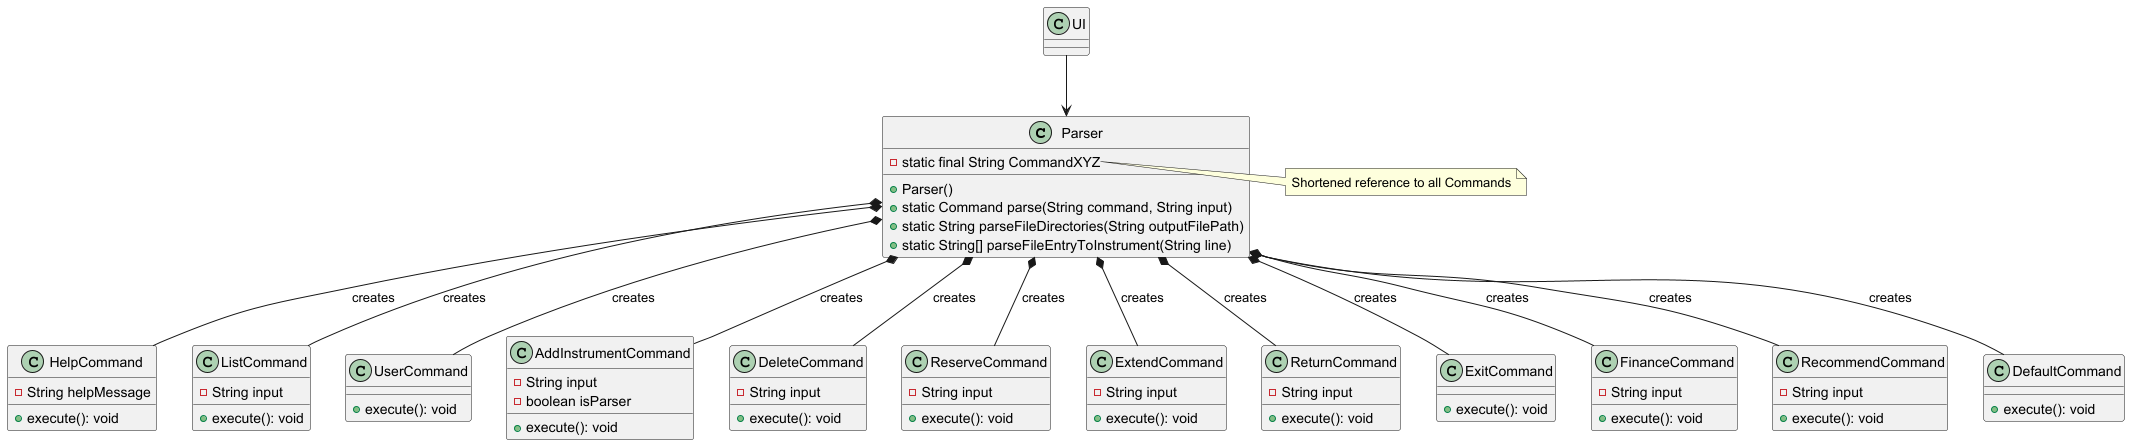 C UI
C Parser
static final String CommandXYZ
Shortened reference to all Commands
Parser()
static Command parse(String command, String input)
static String parseFileDirectories(String outputFilePath)
static String[] parseFileEntryToInstrument(String line)
creates creates creates creates creates creates creates creates creates creates creates creates
C HelpCommand
String helpMessage
execute(): void
C ListCommand
String input
execute(): void
C UserCommand
execute(): void
C AddInstrumentCommand
String input
boolean isParser
execute(): void
C DeleteCommand
String input
execute(): void
C ReserveCommand
String input
execute(): void
C ExtendCommand
String input
execute(): void
C ReturnCommand
String input
execute(): void
C ExitCommand
execute(): void
C FinanceCommand
String input
execute(): void
C RecommendCommand
String input
execute(): void
C DefaultCommand
execute(): void